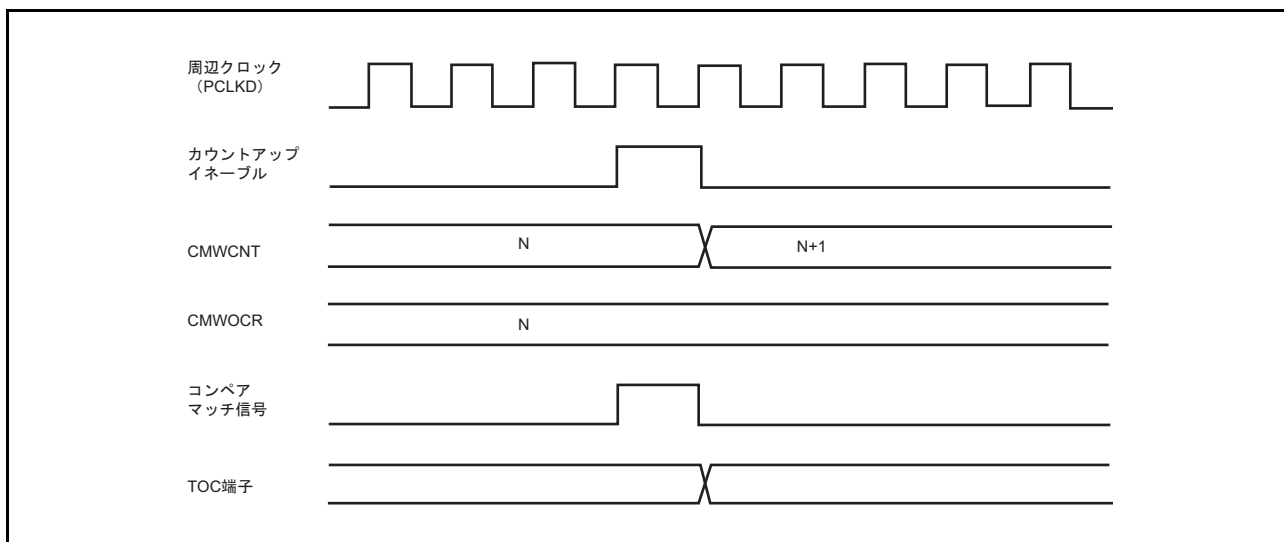 周辺クロック
（PCLKD）
カウントアップ
イネーブル
CMWCNT
N
N+1
CMWOCR
N
コンペア
マッチ信号
TOC端子